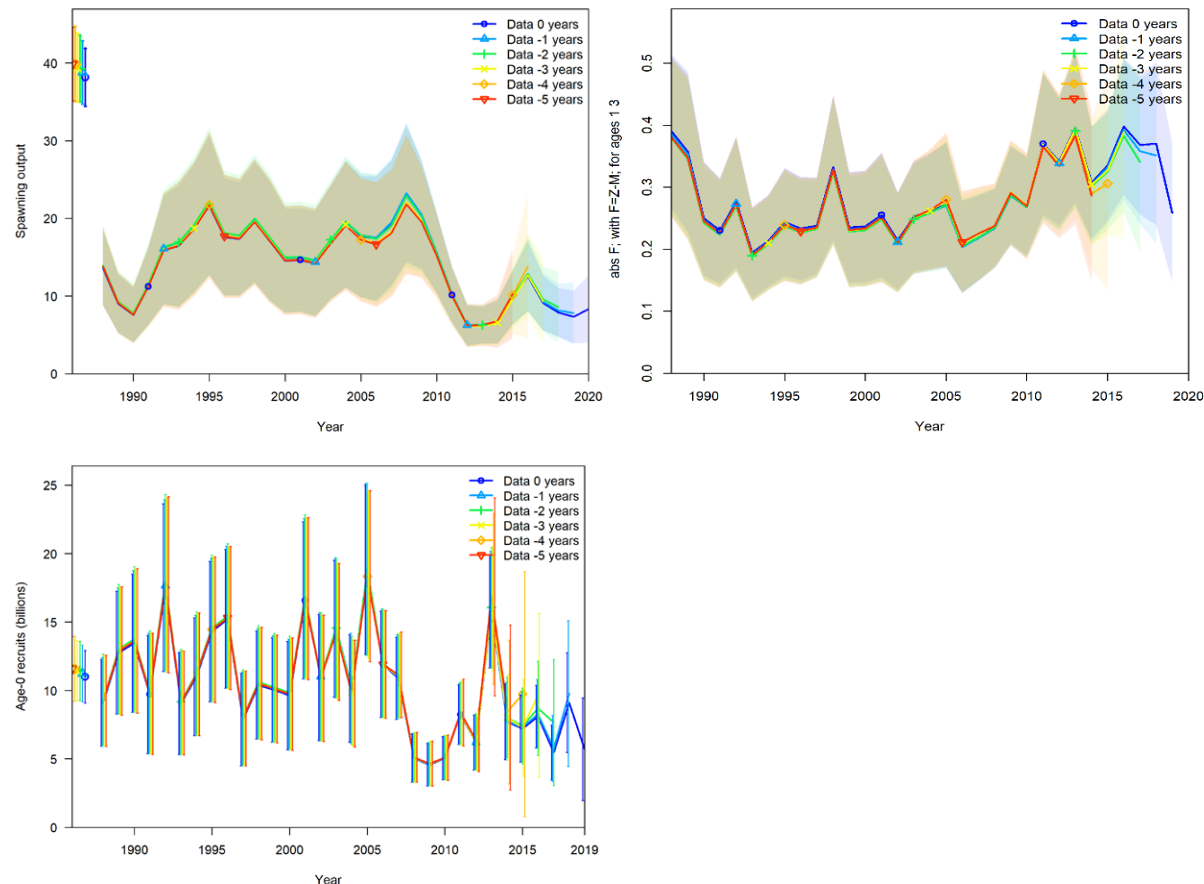 Data 0 years
Data -1 years
Data -2 years
Data -3 years
Data -4 years
Data -5 years
40
30
20
10
0
Spawning output
1990
1995
2000
2005
2010
2015
2020
Year
Data 0 years
Data -1 years
Data -2 years
Data -3 years
Data -4 years
Data -5 years
0.5
0.4
0.3
0.2
0.1
0.0
abs F; with F=Z-M; for ages 1 3
1990
1995
2000
2005
2010
2015
2020
Year
Data 0 years
Data -1 years
Data -2 years
Data -3 years
Data -4 years
Data -5 years
25
20
15
10
5
0
Age-0 recruits (billions)
1990
1995
2000
2005
2010
2015
2019
Year